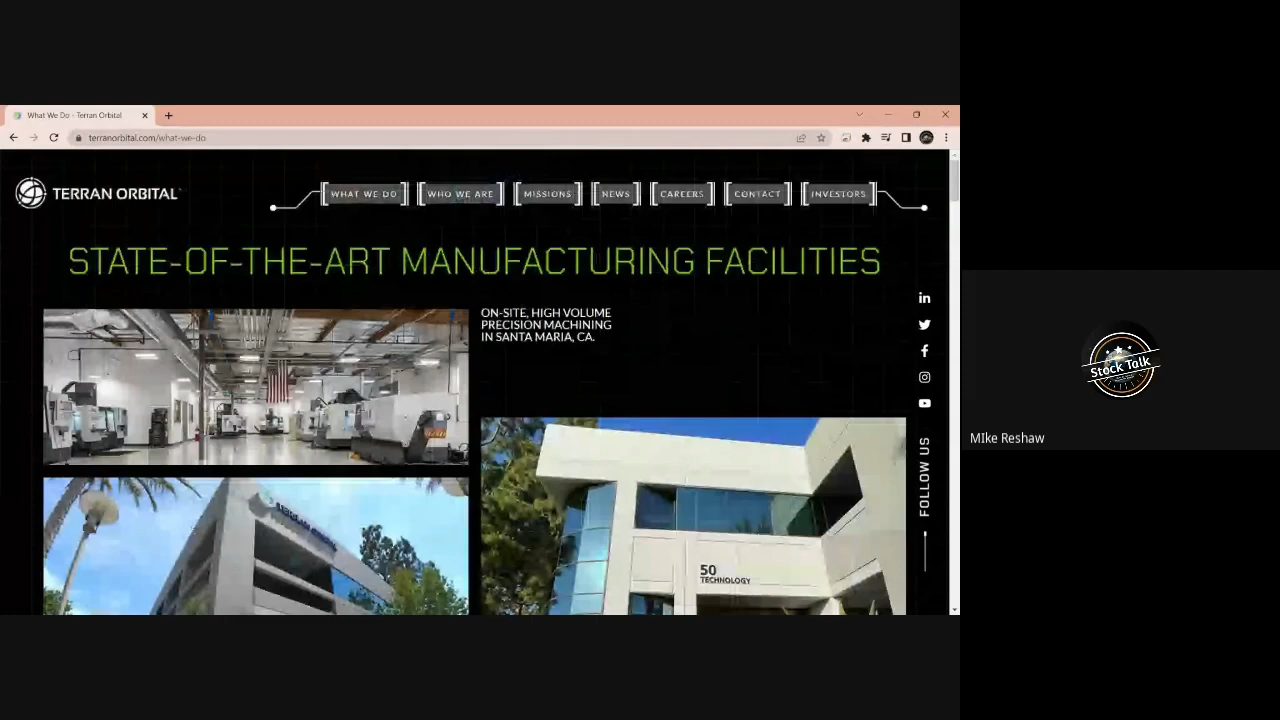 What We Do - Terran Orbital
terranorbital.com/what-we-do
TERRAN ORBITAL
WHAT WE DO
WHO WE ARE
MISSIONS
NEWS
CAREERS
CONTACT
INVESTORS
STATE-OF-THE-ART MANUFACTURING FACILITIES
ON-SITE, HIGH VOLUME
PRECISION MACHINING
IN SANTA MARIA, CA.
TERRAN ORBITAL
50
TECHNOLOGY
FOLLOW US
Stock Talk
MIke Reshaw